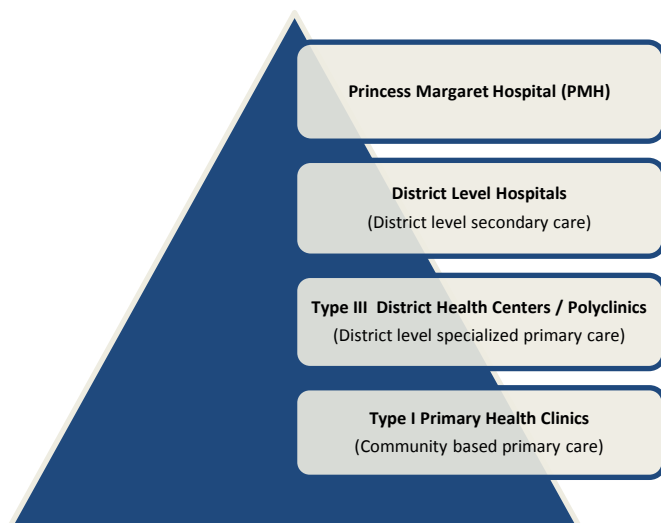 Princess Margaret Hospital (PMH)
District Level Hospitals
(District level secondary care)
Type III  District Health Centers / Polyclinics
(District level specialized primary care)
Type I Primary Health Clinics
(Community based primary care)